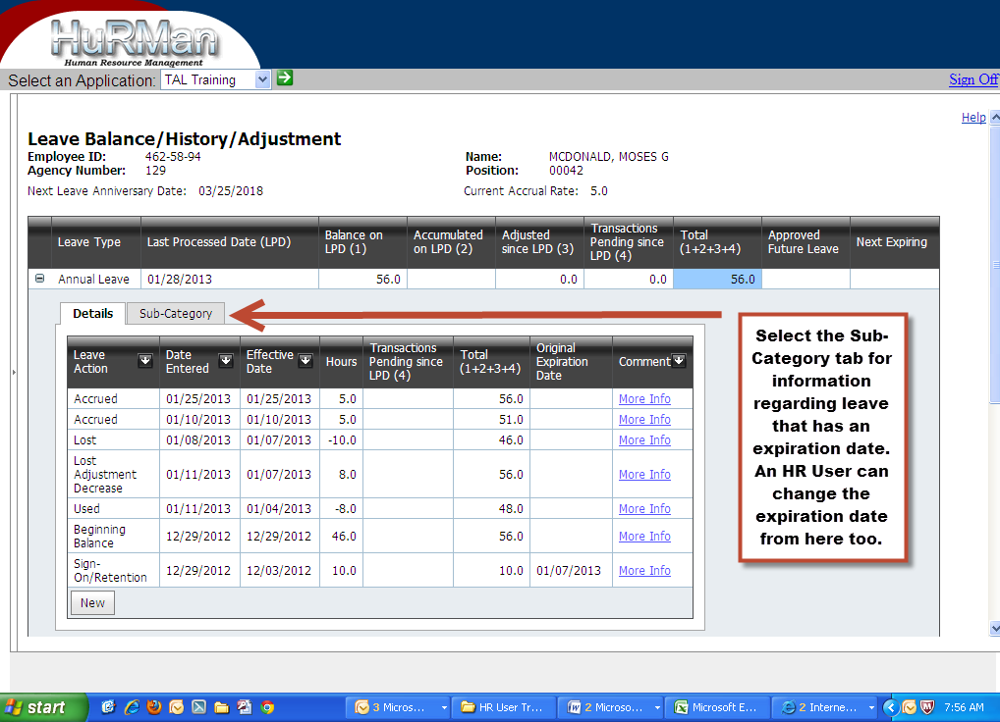 HuRMan
Human Resource Management
Select an Application: TAL Training
Sign Off
Help
Leave Balance/History/Adjustment
Employee ID: 462-58-94 Name: MCDONALD, MOSES G
Agency Number: 129 Position: 00042
Next Leave Anniversary Date: 03/25/2018 Current Accrual Rate: 5.0
Leave Type Last Processed Date (LPD) Balance on LPD (1) Accumulated on LPD (2) Adjusted since LPD (3) Transactions Pending since LPD (4) Total (1+2+3+4) Approved Future Leave Next Expiring
Annual Leave 01/28/2013 56.0 0.0 0.0 56.0
Details Sub-Category
Leave Action Date Entered Effective Date Hours Transactions Pending since LPD (4) Total (1+2+3+4) Original Expiration Date Comment
Accrued 01/25/2013 01/25/2013 5.0 56.0 More Info
Accrued 01/10/2013 01/10/2013 5.0 51.0 More Info
Lost 01/08/2013 01/07/2013 -10.0 46.0 More Info
Lost Adjustment Decrease 01/11/2013 01/07/2013 8.0 56.0 More Info
Used 01/11/2013 01/04/2013 -8.0 48.0 More Info
Beginning Balance 12/29/2012 12/29/2012 46.0 56.0 More Info
Sign-On/Retention 12/29/2012 12/03/2012 10.0 10.0 01/07/2013 More Info
New
Select the Sub-
Category tab for
information
regarding leave
that has an
expiration date.
An HR User can
change the
expiration date
from here too.
start 3 Micros... HR User Tr... 2 Microso... Microsoft E... 2 Interne... 7:56 AM